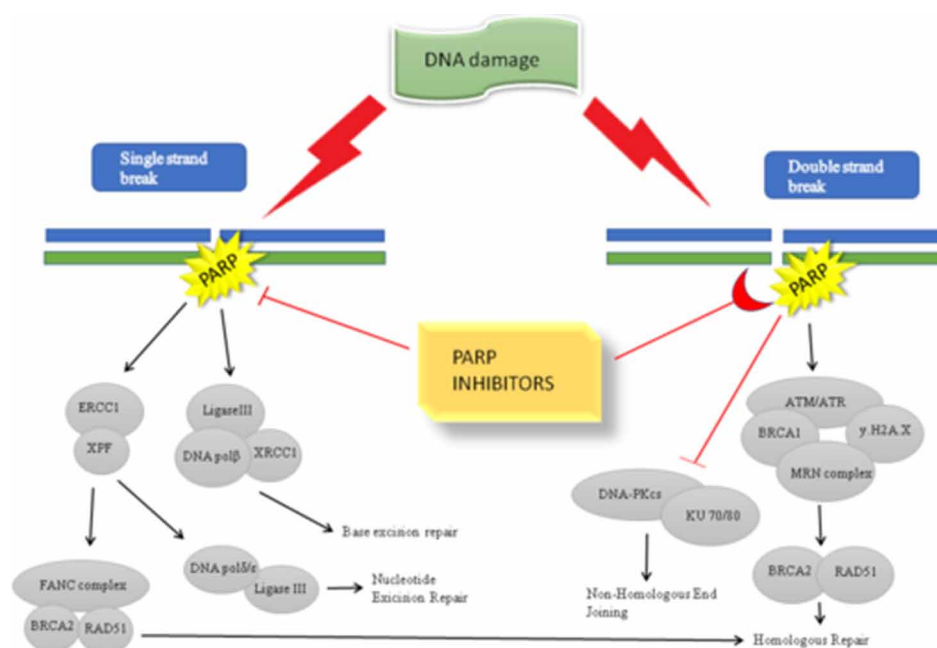 DNA damage
Single strand
break
Double strand
break
PARP
PARP
PARP
INHIBITORS
ERCC1
XPF
LigaseIII
DNA polβ
XRCC1
ATM/ATR
BRCA1
y.H2A.X
MRN complex
DNA-PKcs
KU 70/80
Base excision repair
FANC complex
BRCA2
RAD51
DNA polδ/ε
Ligase III
Nucleotide
Excicision Repair
Non-Homologous End
Joining
BRCA2
RAD51
Homologous Repair